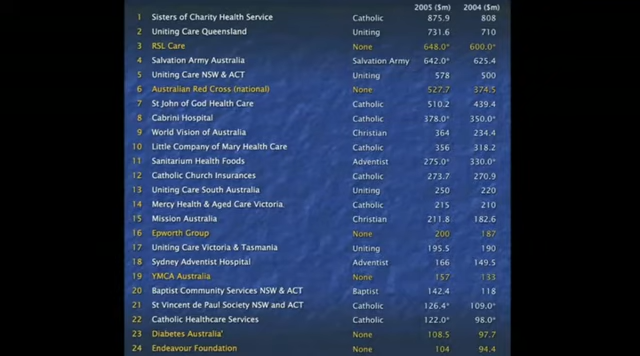 2005 ($m) 2004 ($m)
1 Sisters of Charity Health Service Catholic 875.9 808
2 Uniting Care Queensland Uniting 731.6 710
3 RSL Care None 648.0* 600.0*
4 Salvation Army Australia Salvation Army 642.0* 625.4
5 Uniting Care NSW & ACT Uniting 578 500
6 Australian Red Cross (national) None 527.7 374.5
7 St John of God Health Care Catholic 510.2 439.4
8 Cabrini Hospital Catholic 378.0* 350.0*
9 World Vision of Australia Christian 364 234.4
10 Little Company of Mary Health Care Catholic 356 318.2
11 Sanitarium Health Foods Adventist 275.0* 330.0*
12 Catholic Church Insurances Catholic 273.7 270.9
13 Uniting Care South Australia Uniting 250 220
14 Mercy Health & Aged Care Victoria Catholic 215 210
15 Mission Australia Christian 211.8 182.6
16 Epworth Group None 200 187
17 Uniting Care Victoria & Tasmania Uniting 195.5 190
18 Sydney Adventist Hospital Adventist 166 149.5
19 YMCA Australia None 157 133
20 Baptist Community Services NSW & ACT Baptist 142.4 118
21 St Vincent de Paul Society NSW and ACT Catholic 126.4* 109.0*
22 Catholic Healthcare Services Catholic 122.0* 98.0*
23 Diabetes Australia' None 108.5 97.7
24 Endeavour Foundation None 104 94.4